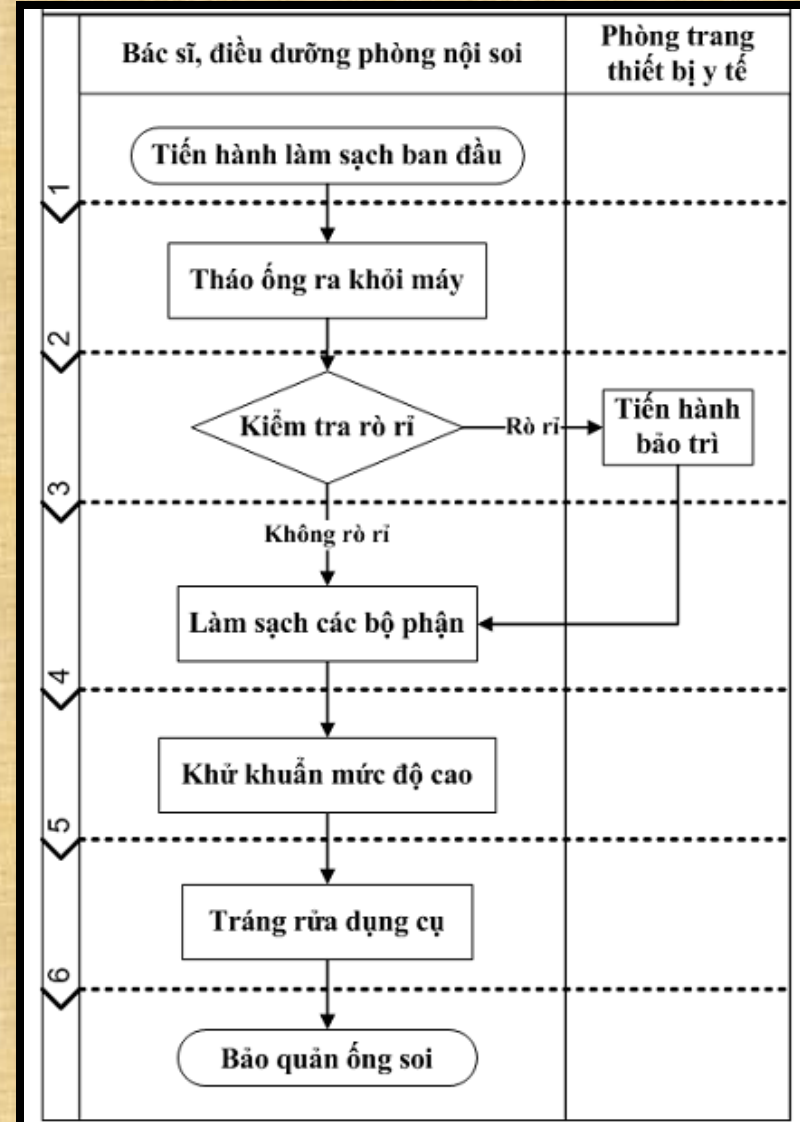 Bác sĩ, điều dưỡng phòng nội soi
Phòng trang
thiết bị y tế
Tiến hành làm sạch ban đầu
1
Tháo ống ra khỏi máy
2
Kiểm tra rò rỉ
Rò rỉ
Tiến hành
bảo trì
3
Không rò rỉ
Làm sạch các bộ phận
4
Khử khuẩn mức độ cao
5
Tráng rửa dụng cụ
6
Bảo quản ống soi